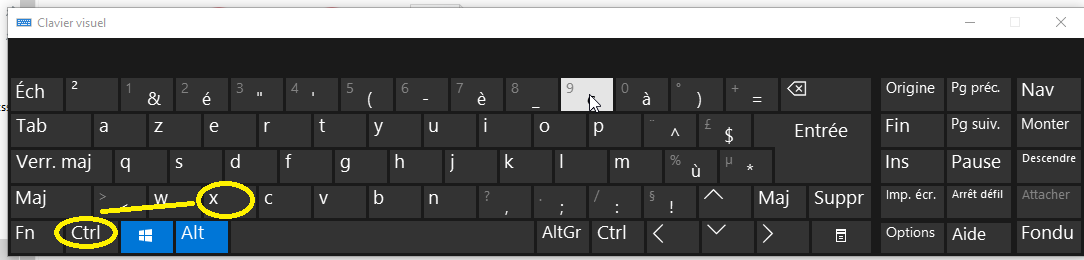 Clavier visuel
Éch ² 1 & 2 é 3 " 4 ' 5 ( 6 - 7 è 8 _ 9 0 à ° ) + = Origine Pg préc. Nav
Tab a z e r t y u i o p ¨ ^ £ $ Entrée Fin Pg suiv. Monter
Verr. maj q s d f g h j k l m % ù µ * Ins Pause Descendre
Maj > < w x c v b n ? , . ; / : § ! Maj Suppr Imp. écr. Arrêt défil Attacher
Fn Ctrl Alt AltGr Ctrl Options Aide Fondu